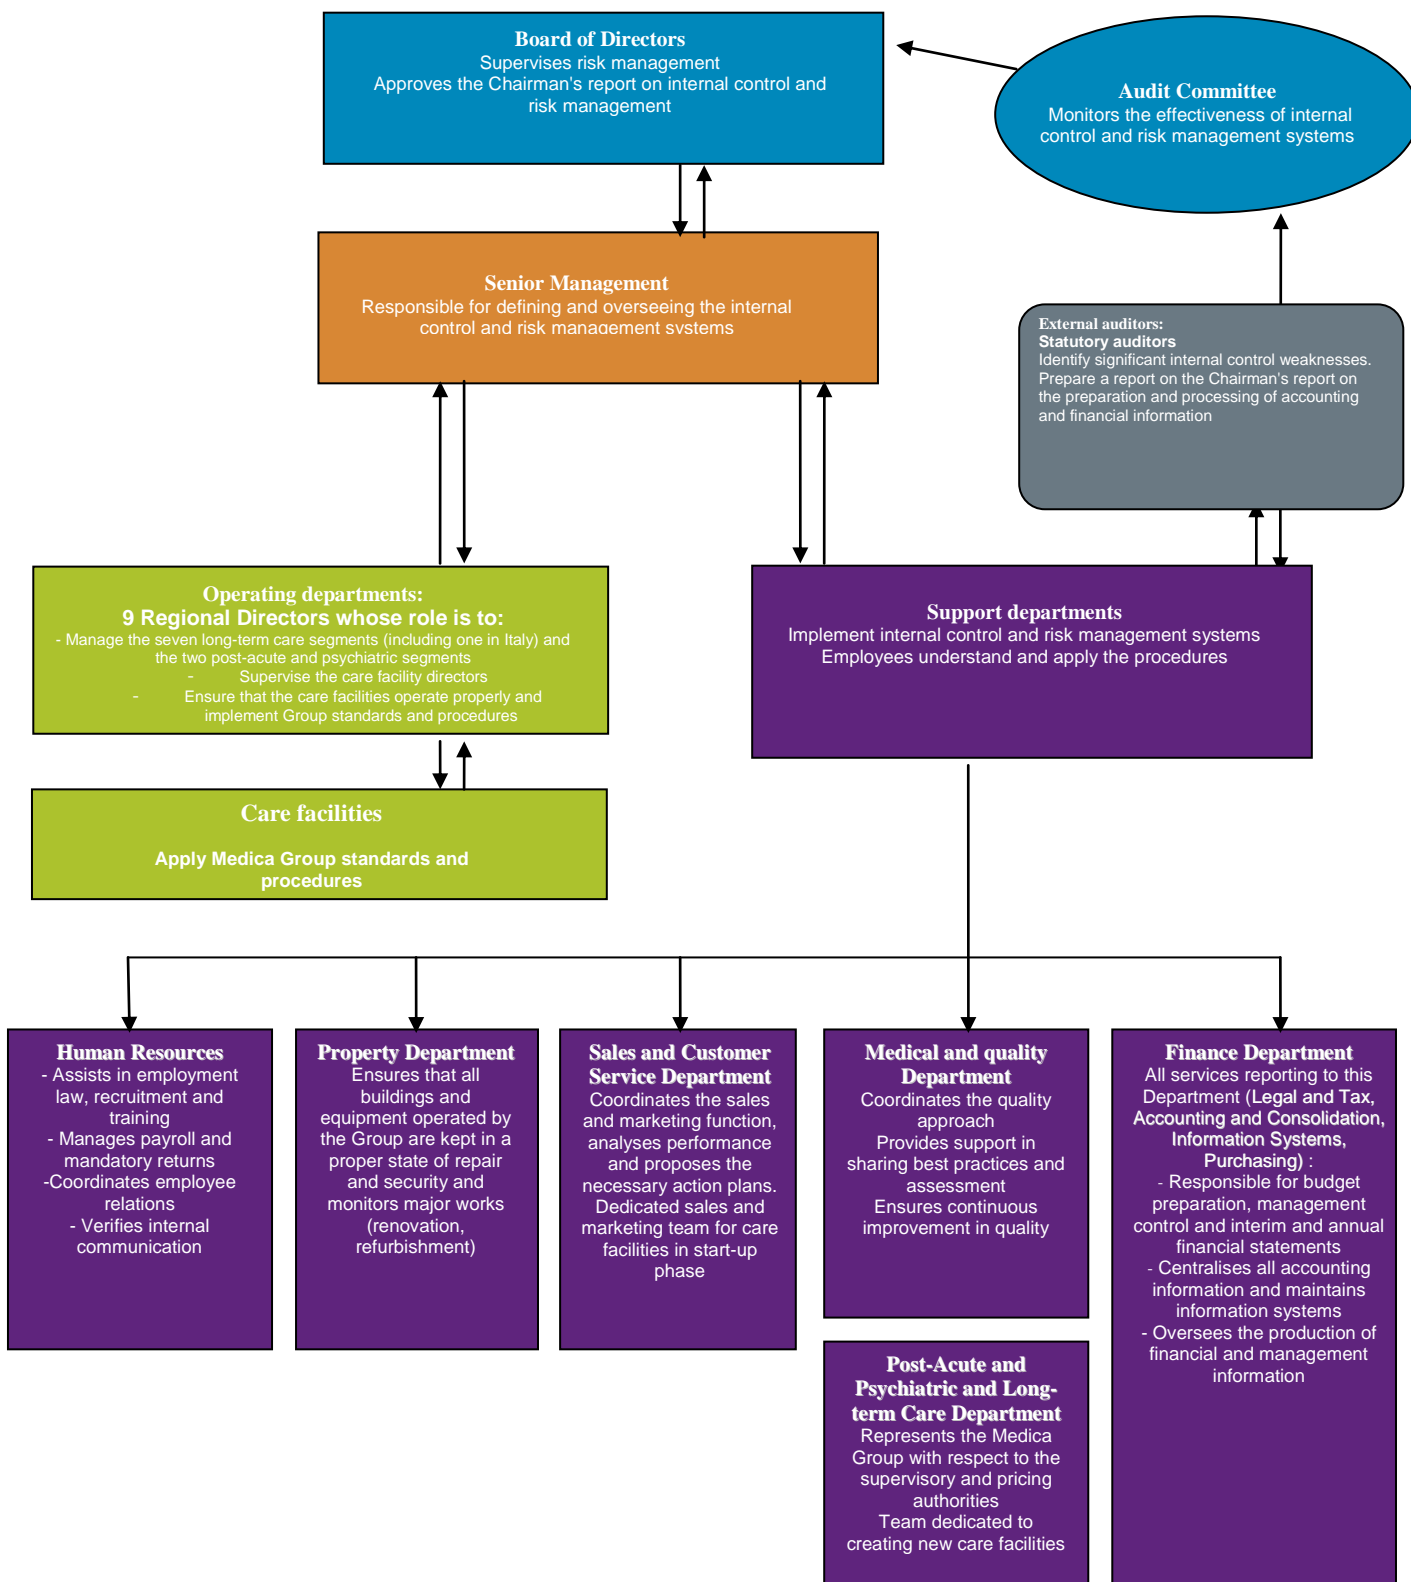 Board of Directors
Supervises risk management
Approves the Chairman's report on internal control and
risk management
Audit Committee
Monitors the effectiveness of internal
control and risk management systems
Senior Management
Responsible for defining and overseeing the internal
control and risk management systems
External auditors:
Statutory auditors
Identify significant internal control weaknesses.
Prepare a report on the Chairman's report on
the preparation and processing of accounting
and financial information
Operating departments:
9 Regional Directors whose role is to:
- Manage the seven long-term care segments (including one in Italy) and
the two post-acute and psychiatric segments
- Supervise the care facility directors
- Ensure that the care facilities operate properly and
implement Group standards and procedures
Support departments
Implement internal control and risk management systems
Employees understand and apply the procedures
Care facilities
Apply Medica Group standards and
procedures
Human Resources
- Assists in employment
law, recruitment and
training
- Manages payroll and
mandatory returns
-Coordinates employee
relations
- Verifies internal
communication
Property Department
Ensures that all
buildings and
equipment operated by
the Group are kept in a
proper state of repair
and security and
monitors major works
(renovation,
refurbishment)
Sales and Customer
Service Department
Coordinates the sales
and marketing function,
analyses performance
and proposes the
necessary action plans.
Dedicated sales and
marketing team for care
facilities in start-up
phase
Medical and quality
Department
Coordinates the quality
approach
Provides support in
sharing best practices and
assessment
Ensures continuous
improvement in quality
Post-Acute and
Psychiatric and Long-
term Care Department
Represents the Medica
Group with respect to the
supervisory and pricing
authorities
Team dedicated to
creating new care facilities
Finance Department
All services reporting to this
Department (Legal and Tax,
Accounting and Consolidation,
Information Systems,
Purchasing) :
- Responsible for budget
preparation, management
control and interim and annual
financial statements
- Centralises all accounting
information and maintains
information systems
- Oversees the production of
financial and management
information